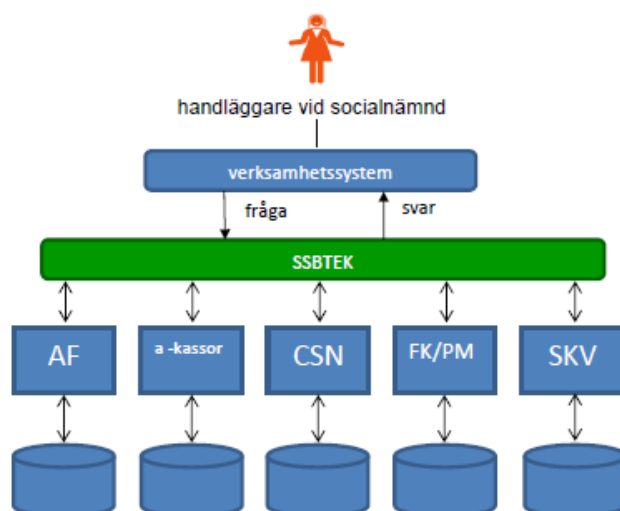 handläggare vid socialnämnd
verksamhetssystem
fråga
svar
SSBTEK
AF
a -kassor
CSN
FK/PM
SKV